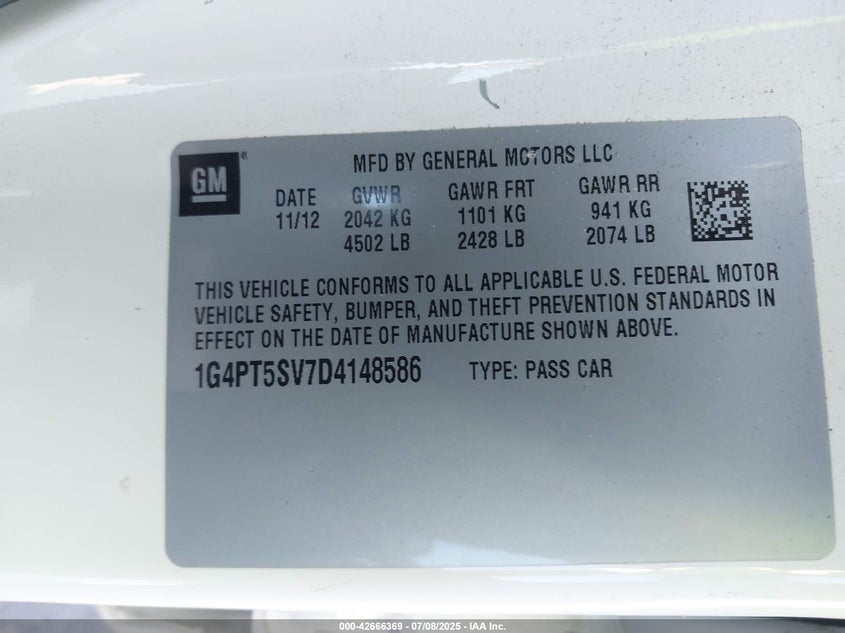 GM®
MFD BY GENERAL MOTORS LLC
DATE GVWR GAWR FRT GAWR RR
11/12 2042 KG 1101 KG 941 KG
4502 LB 2428 LB 2074 LB
THIS VEHICLE CONFORMS TO ALL APPLICABLE U.S. FEDERAL MOTOR
VEHICLE SAFETY, BUMPER, AND THEFT PREVENTION STANDARDS IN
EFFECT ON THE DATE OF MANUFACTURE SHOWN ABOVE.
1G4PT5SV7D4148586 TYPE: PASS CAR
000-42666369 - 07/08/2025 - IAA Inc.